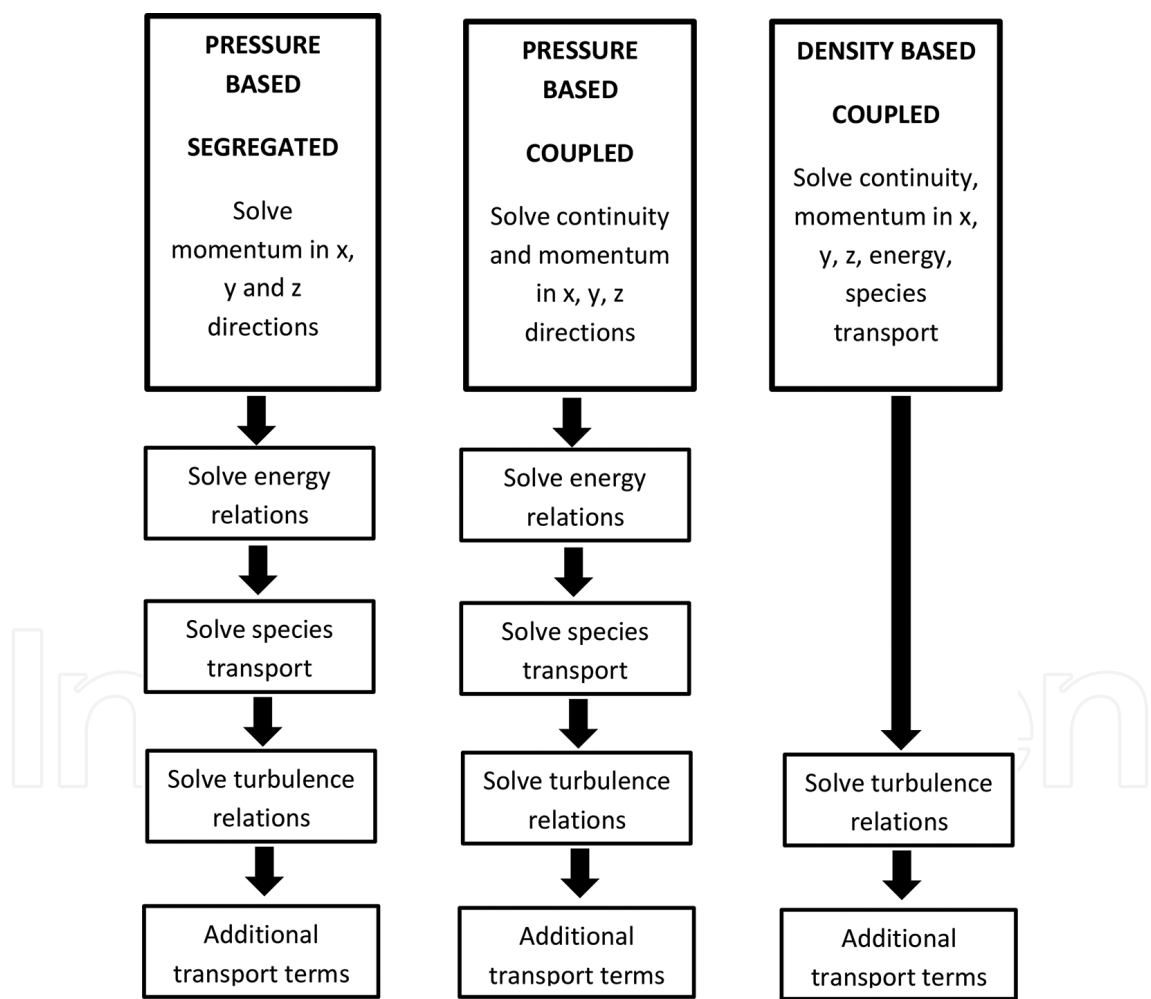 PRESSURE
BASED
SEGREGATED
Solve
momentum in x,
y and z
directions
Solve energy
relations
Solve species
transport
Solve turbulence
relations
Additional
transport terms
PRESSURE
BASED
COUPLED
Solve continuity
and momentum
in x, y, z
directions
Solve energy
relations
Solve species
transport
Solve turbulence
relations
Additional
transport terms
DENSITY BASED
COUPLED
Solve continuity,
momentum in x,
y, z, energy,
species
transport
Solve turbulence
relations
Additional
transport terms